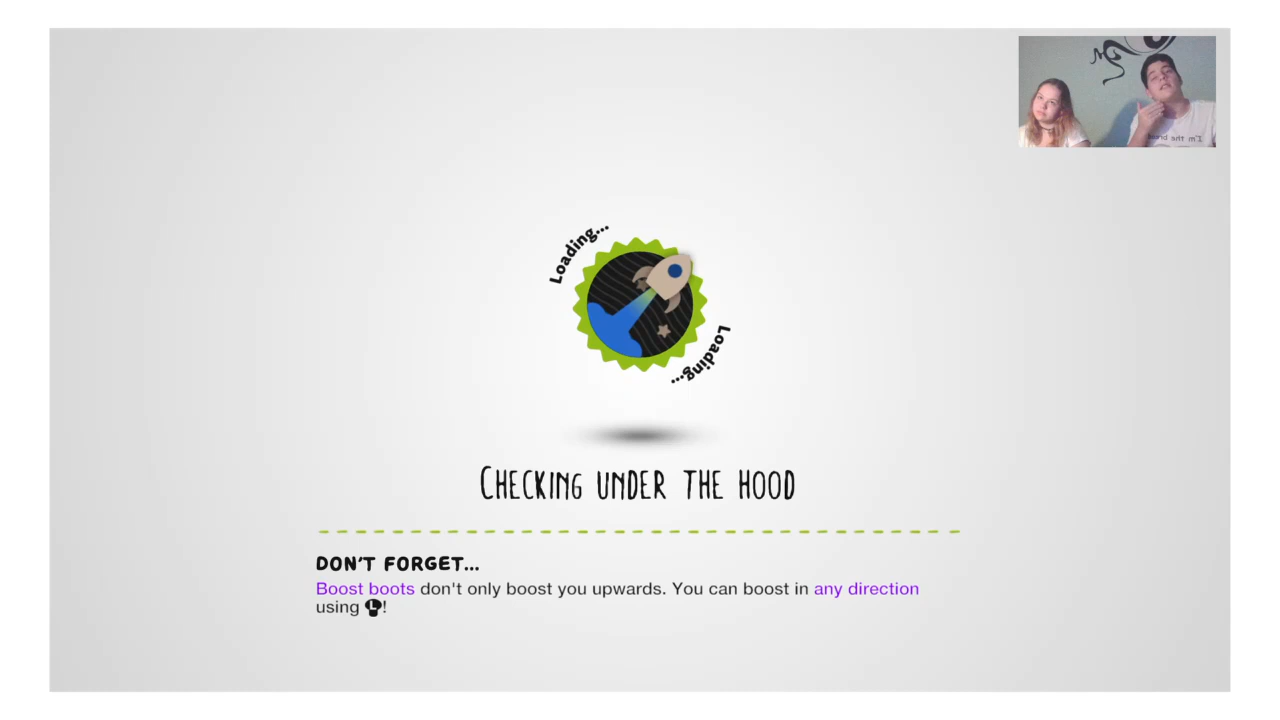 Loading...
Loading...
Checking under the hood
DON'T FORGET...
Boost boots don't only boost you upwards. You can boost in any direction
using L!
I'm the